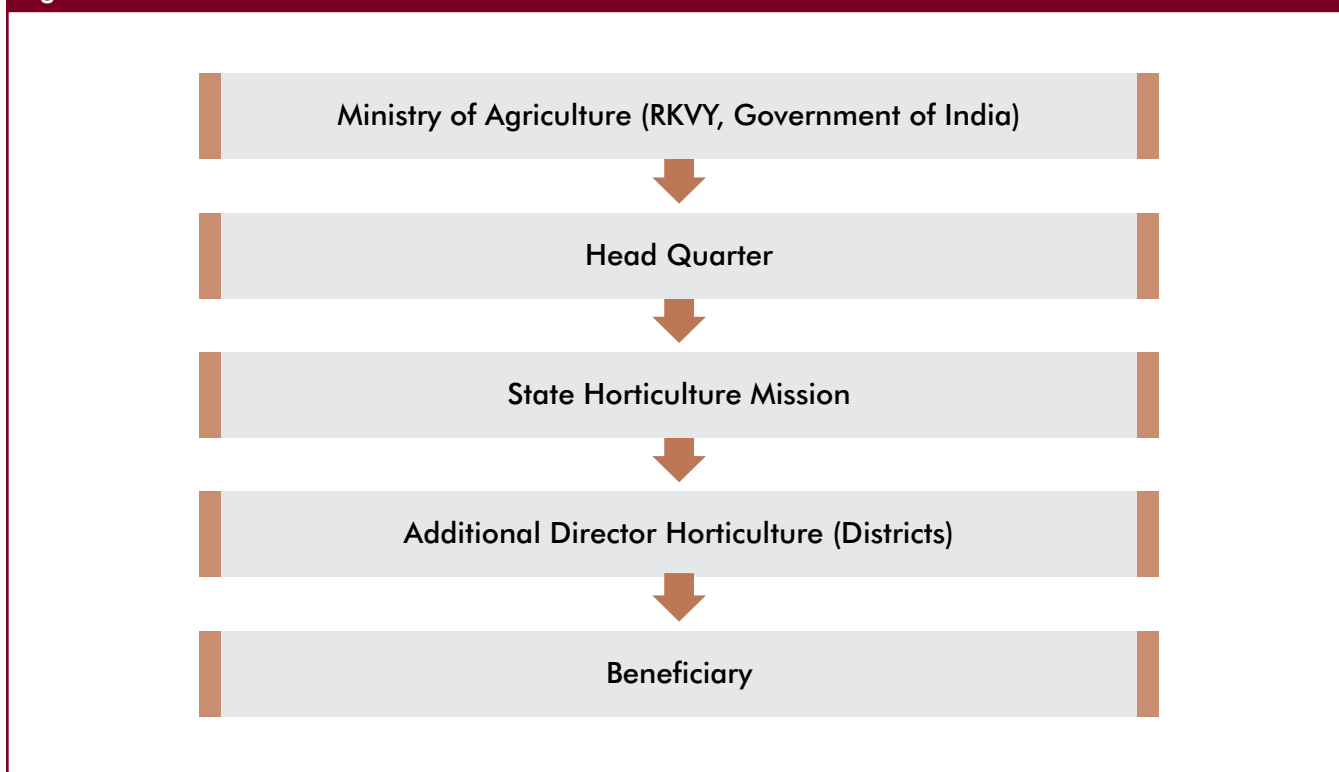 Ministry of Agriculture (RKVY, Government of India)
Head Quarter
State Horticulture Mission
Additional Director Horticulture (Districts)
Beneficiary